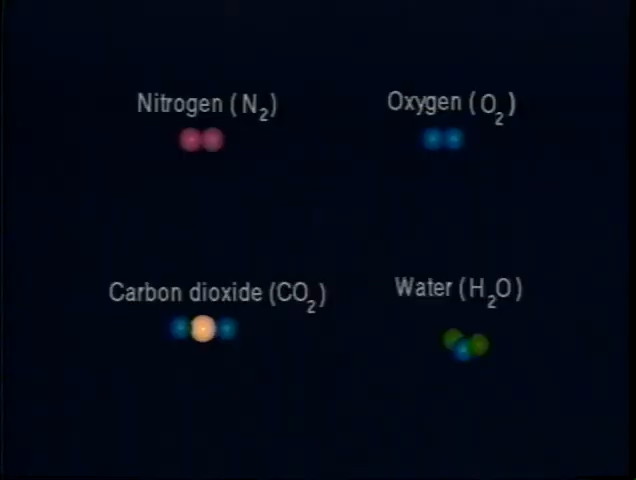 Nitrogen (N₂)
Oxygen (O₂)
Carbon dioxide (CO₂)
Water (H₂O)